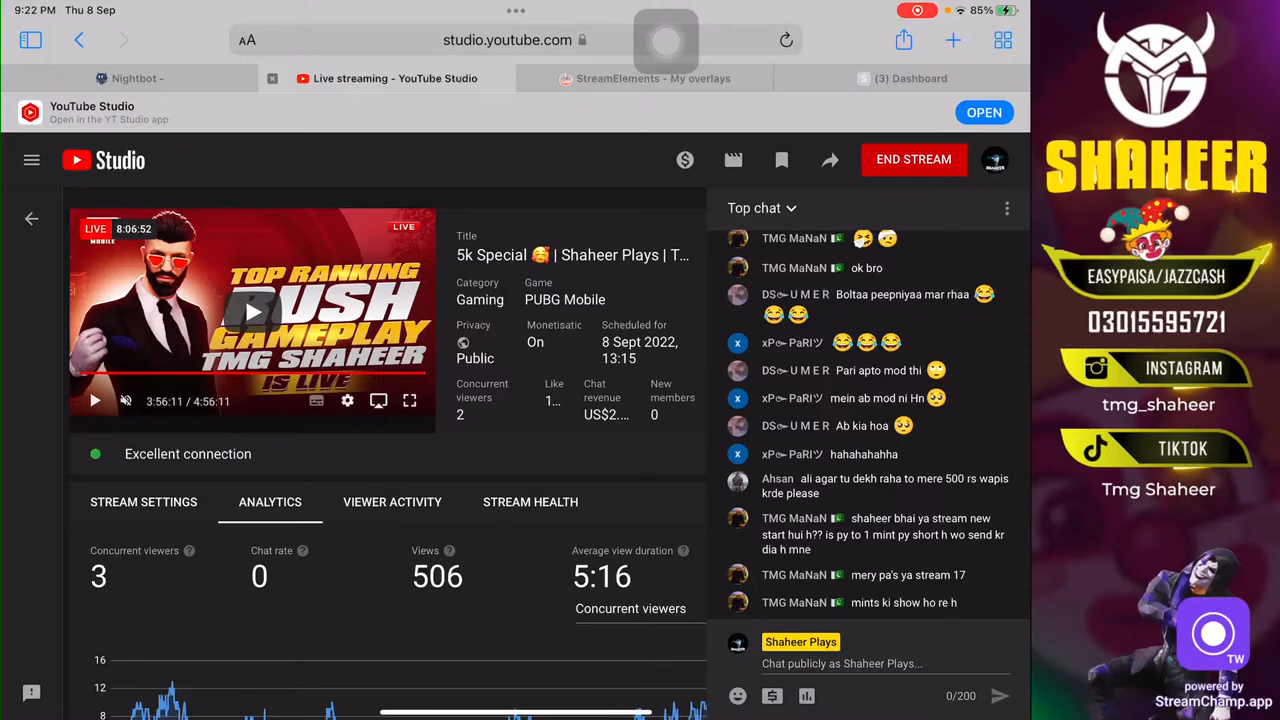 9:22 PM Thu 8 Sep
85%
AA
studio.youtube.com
Nightbot -
Live streaming - YouTube Studio
StreamElements - My overlays
S (3) Dashboard
YouTube Studio
Open in the YT Studio app
OPEN
Studio
END STREAM
LIVE 8:06:52
MOBILE
LIVE
TOP RANKING
RUSH
GAMEPLAY
TMG SHAHEER
IS LIVE
3:56:11 / 4:56:11
Title
5k Special 🥰 | Shaheer Plays | T...
Category
Gaming
Game
PUBG Mobile
Privacy
Public
Monetisatic
On
Scheduled for
8 Sept 2022,
13:15
Concurrent
viewers
2
Like
1...
Chat
revenue
US$2....
New
members
0
Excellent connection
STREAM SETTINGS
ANALYTICS
VIEWER ACTIVITY
STREAM HEALTH
Concurrent viewers
3
Chat rate
0
Views
506
Average view duration
5:16
Concurrent viewers
16
12
8
Top chat
TMG MaNaN 🇵🇰 🤧🤕
TMG MaNaN 🇵🇰 ok bro
DS๛U M E R Boltaa peepniyaa mar rhaa 😂
😂😂
xP๛PaRIツ 😂😂😂
DS๛U M E R Pari apto mod thi 🙄
xP๛PaRIツ mein ab mod ni Hn🥺
DS๛U M E R Ab kia hoa 🥺
xP๛PaRIツ hahahahahha
Ahsan ali agar tu dekh raha to mere 500 rs wapis
krde please
TMG MaNaN 🇵🇰 shaheer bhai ya stream new
start hui h?? is py to 1 mint py short h wo send kr
dia h mne
TMG MaNaN 🇵🇰 mery pa's ya stream 17
TMG MaNaN 🇵🇰 mints ki show ho re h
Shaheer Plays
Chat publicly as Shaheer Plays...
0/200
SHAHEER
EASYPAISA/JAZZCASH
03015595721
INSTAGRAM
tmg_shaheer
TIKTOK
Tmg Shaheer
TW
powered by
StreamChamp.app